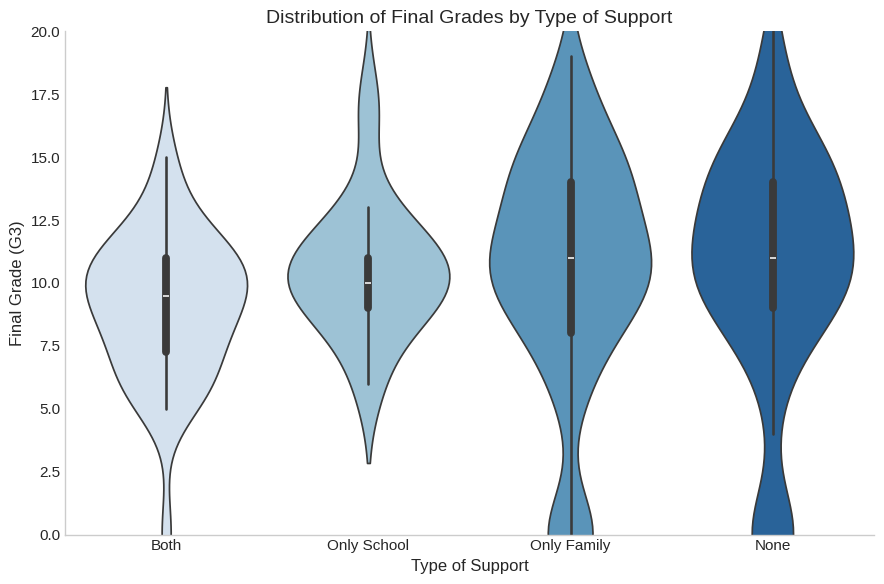 Distribution of Final Grades by Type of Support
20.0
17.5
15.0
12.5
10.0
7.5
5.0
2.5
0.0
Final Grade (G3)
Both
Only School
Only Family
None
Type of Support